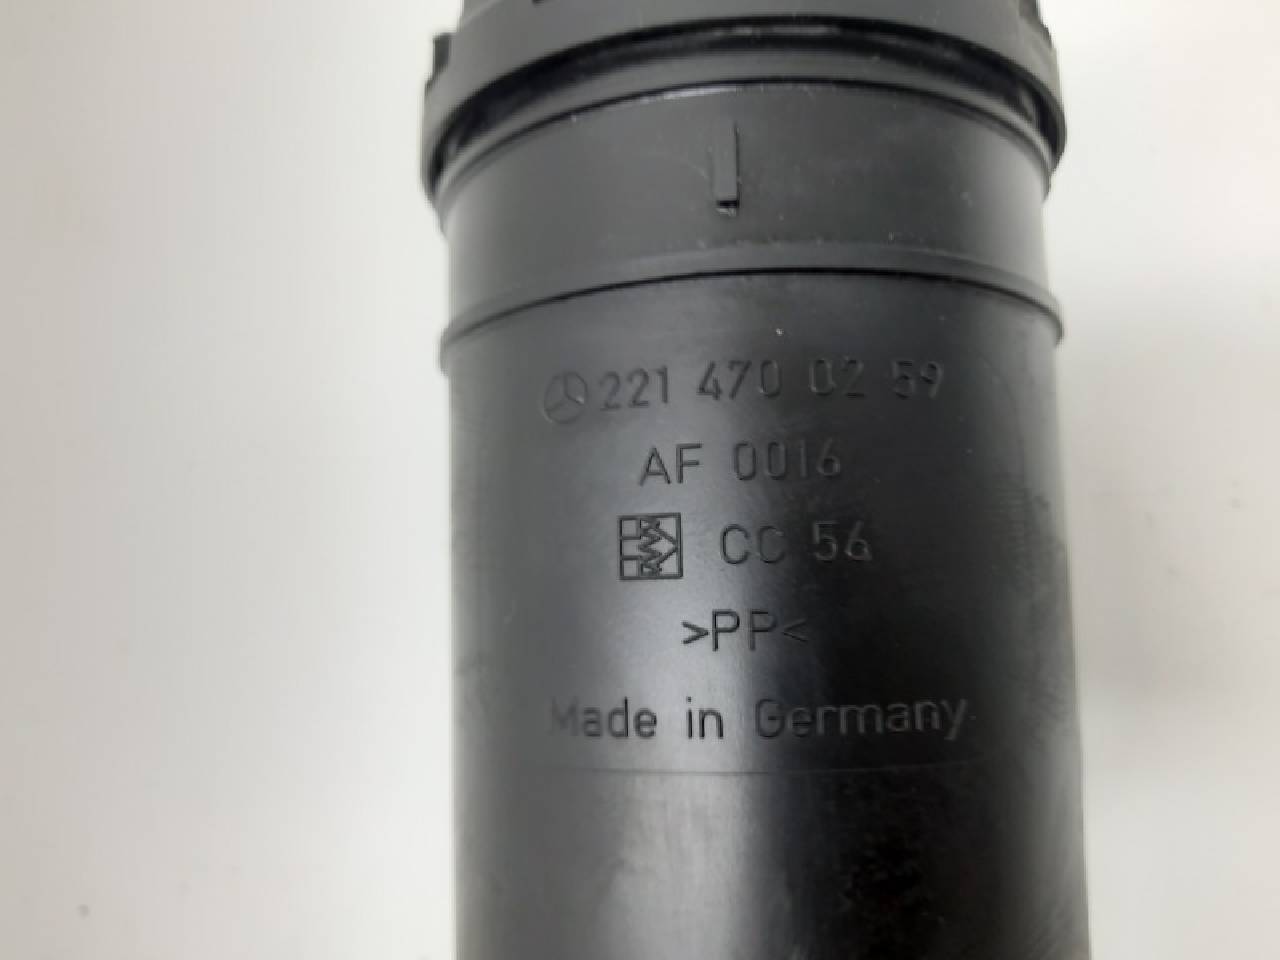 221 470 02 59
AF 0016
CC 56
>PP<
Made in Germany